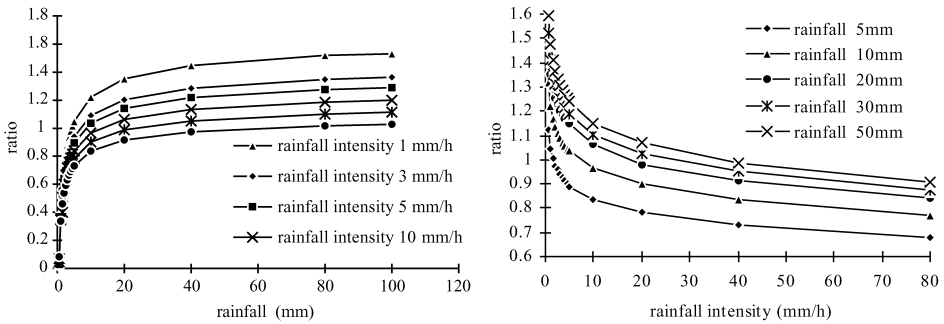 1.8
1.8
1.4
1.2
1
0.8
0.6
0.4
0.2
0
ratio
0
20
40
60
80
100
120
rainfall (mm)
rainfall intensity 1 mm/h
rainfall intensity 3 mm/h
rainfall intensity 5 mm/h
rainfall intensity 10 mm/h
1.6
1.5
1.4
1.3
1.2
1.1
1
0.9
0.8
0.7
0.6
ratio
0
10
20
30
40
50
60
70
80
rainfall intensity (mm/h)
rainfall 5mm
rainfall 10mm
rainfall 20mm
rainfall 30mm
rainfall 50mm